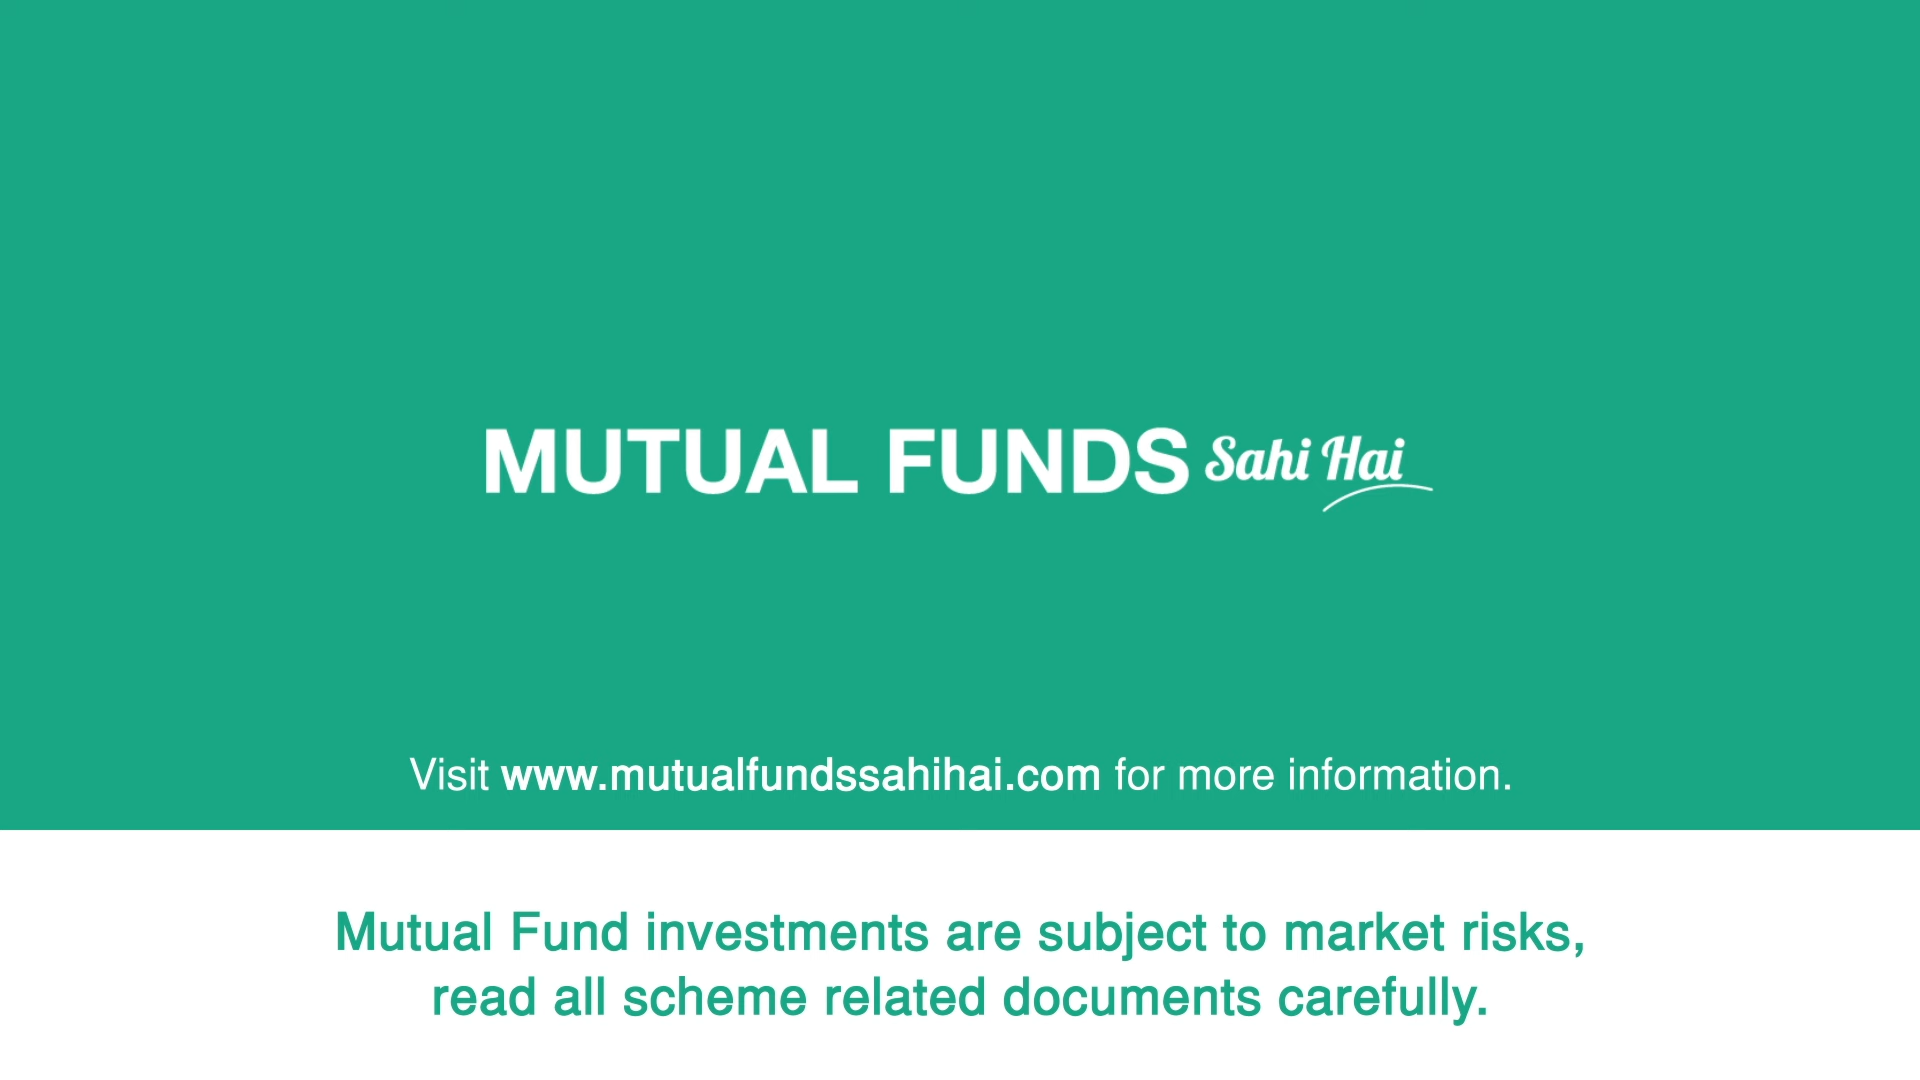 MUTUAL FUNDS Sahi Hai
Visit www.mutualfundssahihai.com for more information.
Mutual Fund investments are subject to market risks,
read all scheme related documents carefully.